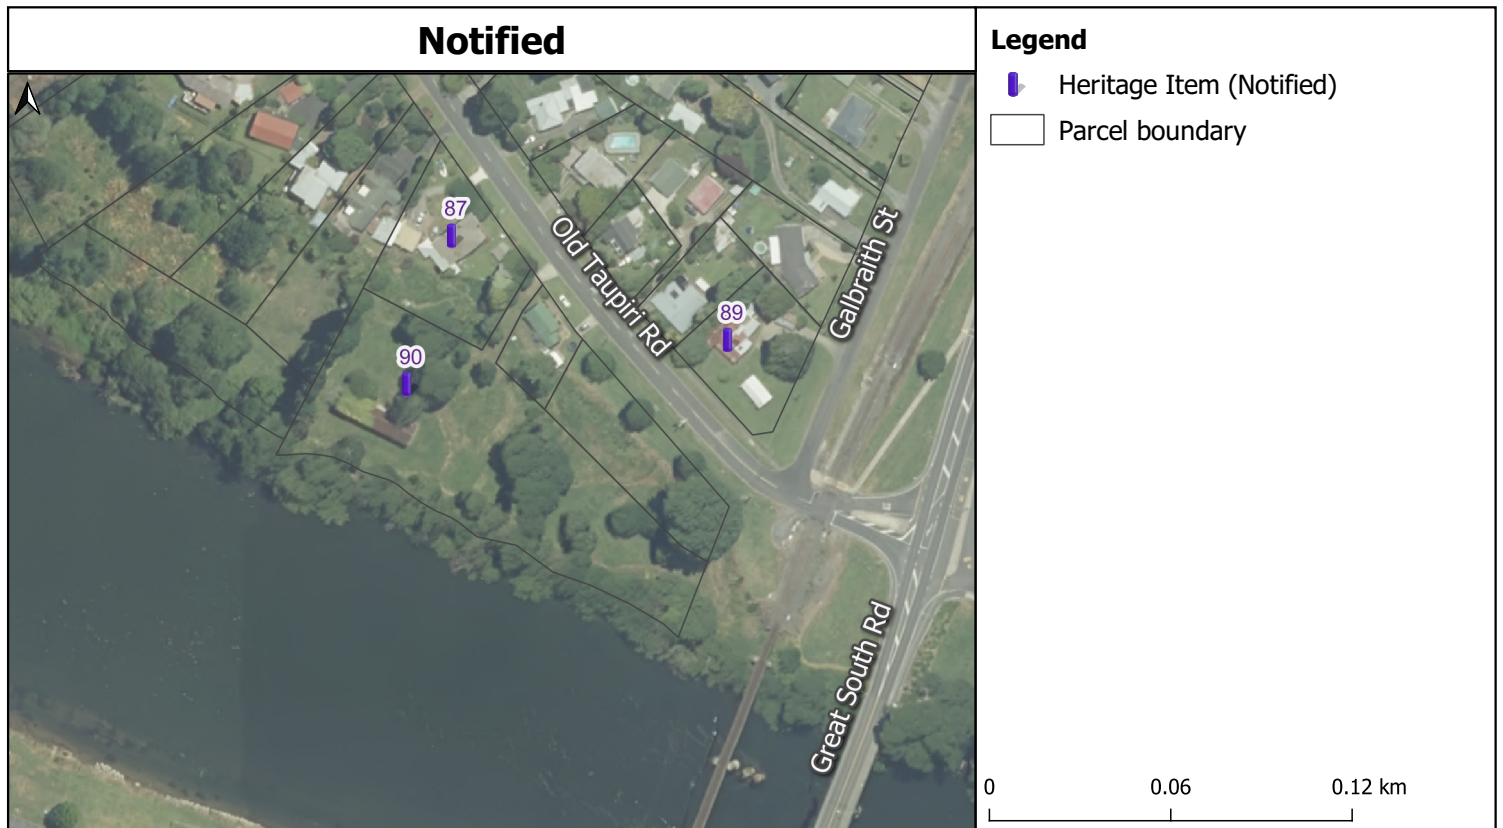 Notified
87
Old Taupiri Rd
Galbraith St
89
90
Great South Rd
Legend
Heritage Item (Notified)
Parcel boundary
0 0.06 0.12 km